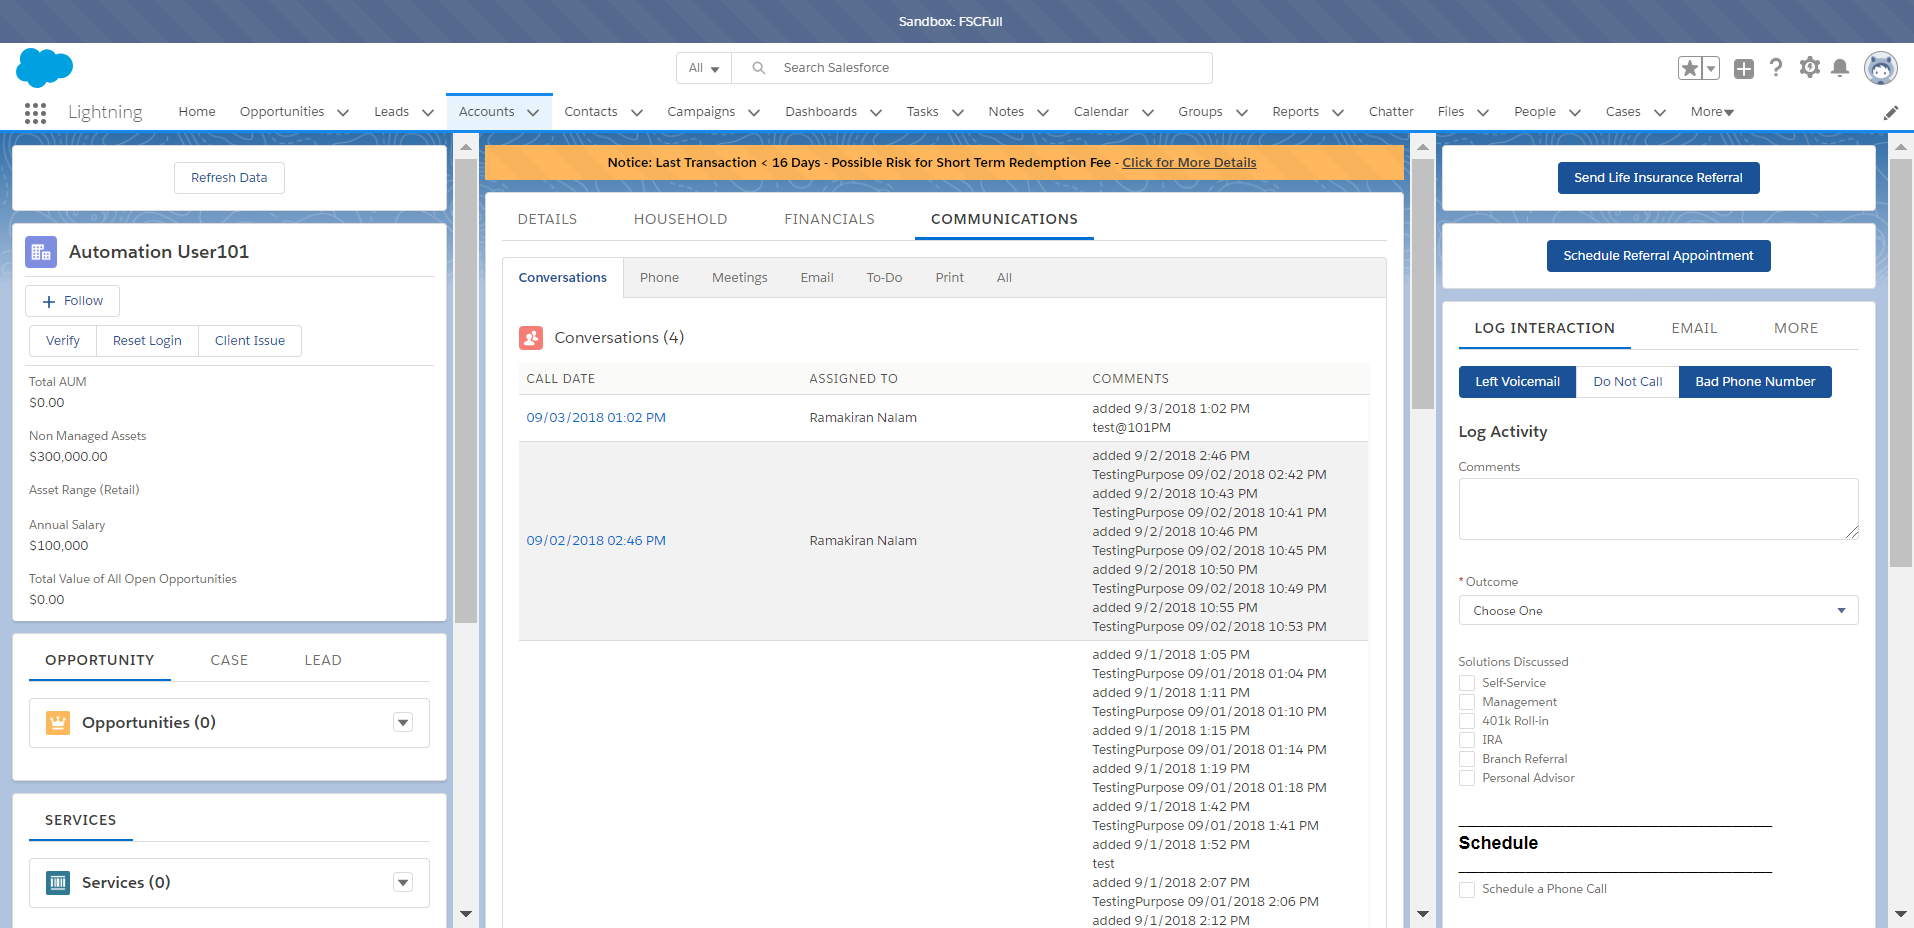 Sandbox: FSCFull
All
Search Salesforce
Lightning
Home
Opportunities
Leads
Accounts
Contacts
Campaigns
Dashboards
Tasks
Notes
Calendar
Groups
Reports
Chatter
Files
People
Cases
More
Refresh Data
Automation User101
Follow
Verify
Reset Login
Client Issue
Total AUM
$0.00
Non Managed Assets
$300,000.00
Asset Range (Retail)
Annual Salary
$100,000
Total Value of All Open Opportunities
$0.00
OPPORTUNITY
CASE
LEAD
Opportunities (0)
SERVICES
Services (0)
Notice: Last Transaction < 16 Days - Possible Risk for Short Term Redemption Fee - Click for More Details
DETAILS
HOUSEHOLD
FINANCIALS
COMMUNICATIONS
Conversations
Phone
Meetings
Email
To-Do
Print
All
Conversations (4)
CALL DATE
ASSIGNED TO
COMMENTS
09/03/2018 01:02 PM
Ramakiran Nalam
added 9/3/2018 1:02 PM
test@101PM
09/02/2018 02:46 PM
Ramakiran Nalam
added 9/2/2018 2:46 PM
TestingPurpose 09/02/2018 02:42 PM
added 9/2/2018 10:43 PM
TestingPurpose 09/02/2018 10:41 PM
added 9/2/2018 10:46 PM
TestingPurpose 09/02/2018 10:45 PM
added 9/2/2018 10:50 PM
TestingPurpose 09/02/2018 10:49 PM
added 9/2/2018 10:55 PM
TestingPurpose 09/02/2018 10:53 PM
added 9/1/2018 1:05 PM
TestingPurpose 09/01/2018 01:04 PM
added 9/1/2018 1:11 PM
TestingPurpose 09/01/2018 01:10 PM
added 9/1/2018 1:15 PM
TestingPurpose 09/01/2018 01:14 PM
added 9/1/2018 1:19 PM
TestingPurpose 09/01/2018 01:18 PM
added 9/1/2018 1:42 PM
TestingPurpose 09/01/2018 1:41 PM
added 9/1/2018 1:52 PM
test
added 9/1/2018 2:07 PM
TestingPurpose 09/01/2018 2:06 PM
added 9/1/2018 2:12 PM
Send Life Insurance Referral
Schedule Referral Appointment
LOG INTERACTION
EMAIL
MORE
Left Voicemail
Do Not Call
Bad Phone Number
Log Activity
Comments
* Outcome
Choose One
Solutions Discussed
Self-Service
Management
401k Roll-in
IRA
Branch Referral
Personal Advisor
Schedule
Schedule a Phone Call